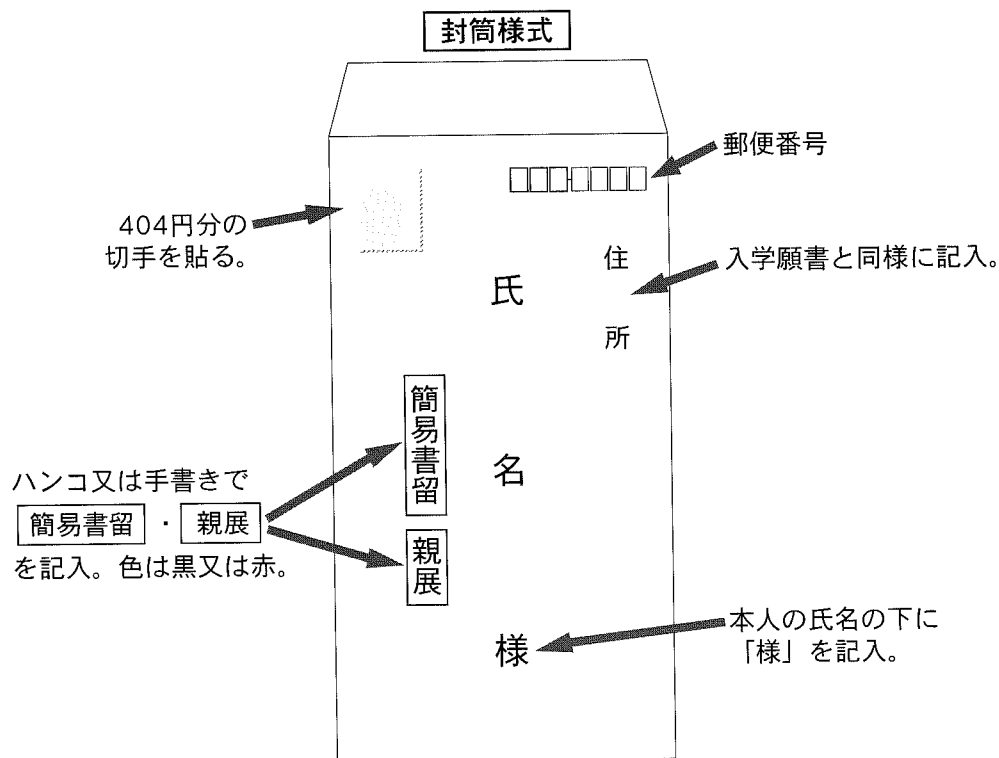 封筒様式
郵便番号
404円分の
切手を貼る。
住所
入学願書と同様に記入。
氏名
簡易書留
ハンコ又は手書きで
簡易書留・親展
を記入。色は黒又は赤。
親展
様
本人の氏名の下に
「様」を記入。